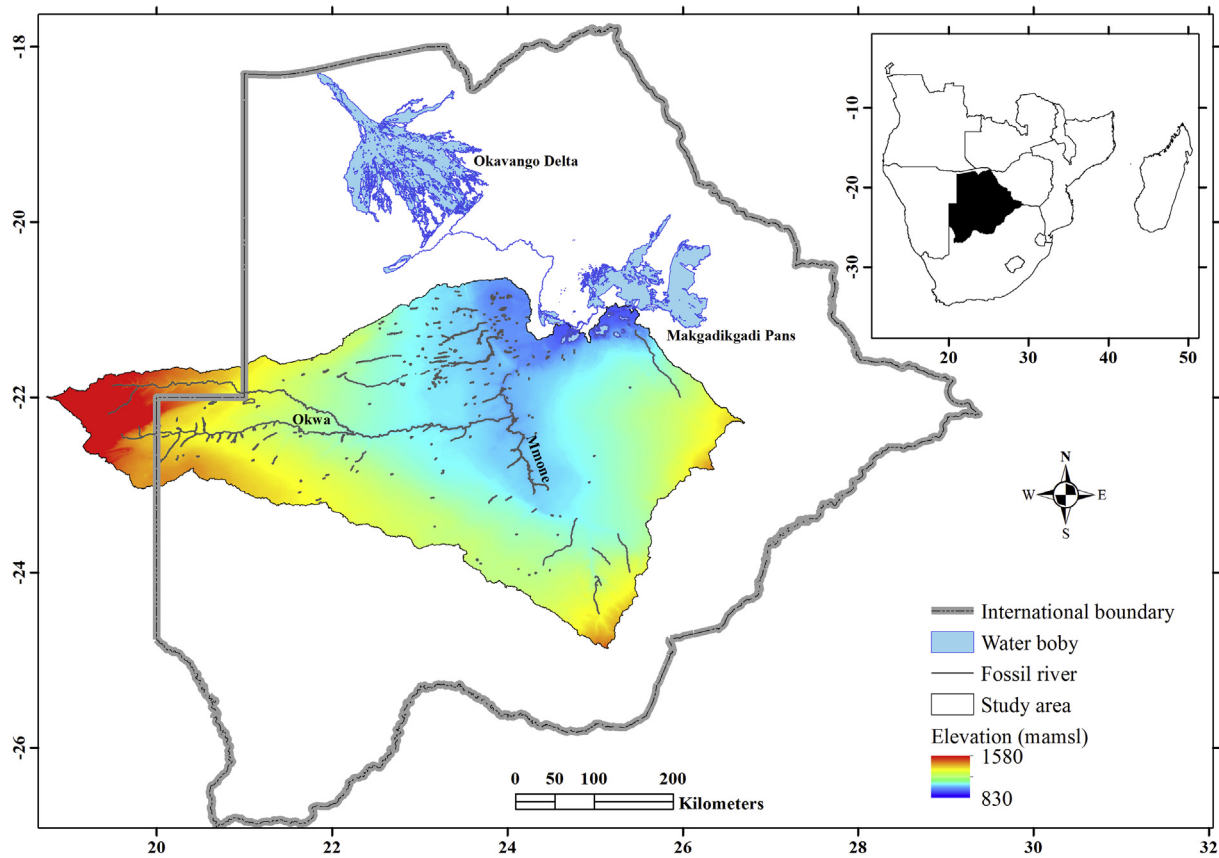 -18
-20
-22
-24
-26
20
22
24
26
28
30
32
Okavango Delta
Makgadikgadi Pans
Okwa
Mmone
-10
-20
-30
20
30
40
50
N
W
E
S
International boundary
Water boby
Fossil river
Study area
Elevation (mamsl)
1580
830
0 50 100 200
Kilometers